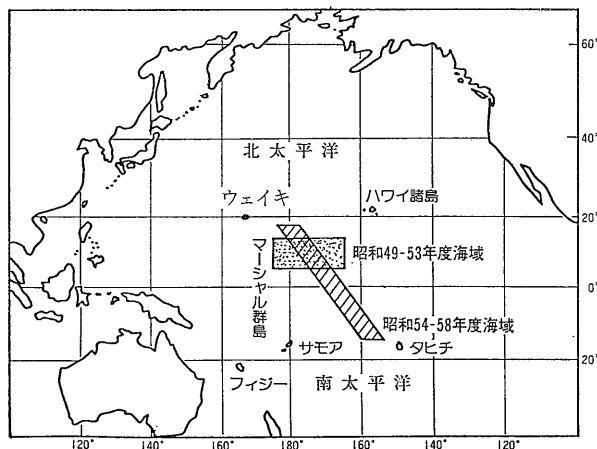 60°
40°
北太平洋
ウェイキ
ハワイ諸島
20°
マーシャル群島
昭和49-53年度海域
0°
昭和54-58年度海域
サモア
タヒチ
20°
フィジー
南太平洋
120°
140°
160°
180°
160°
140°
120°